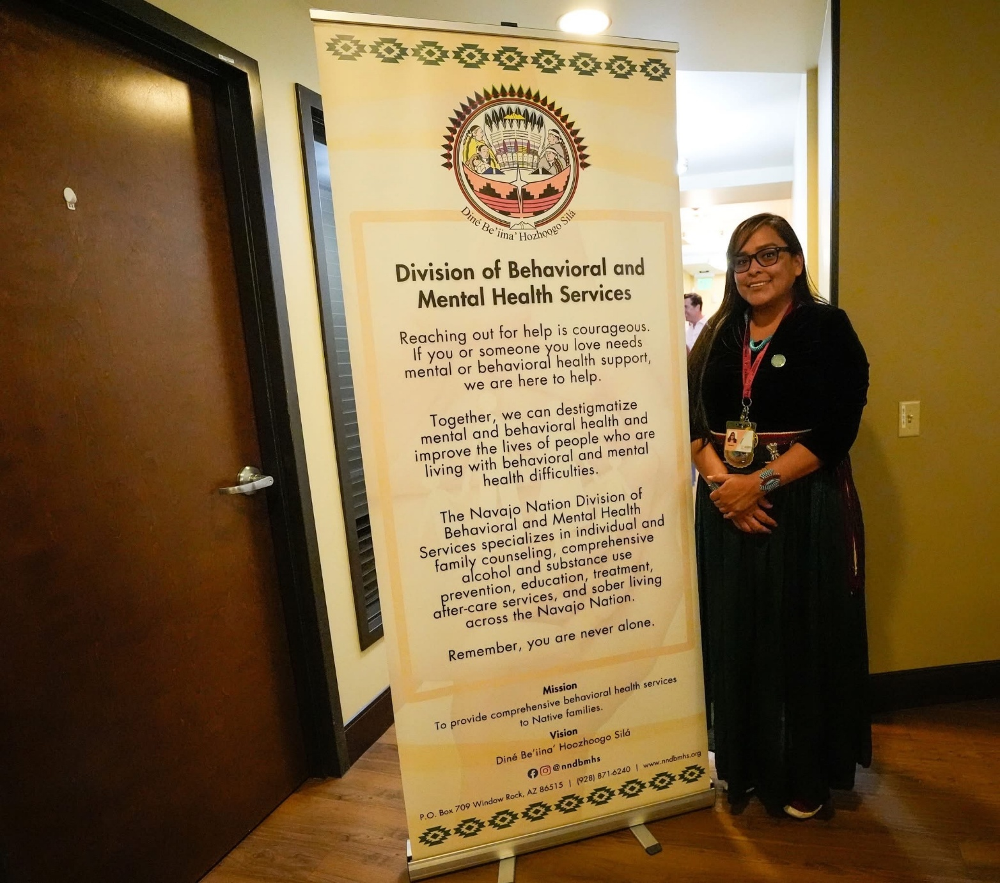 Diné Be'iina' Hozhoogo Silá
Division of Behavioral and
Mental Health Services
Reaching out for help is courageous.
If you or someone you love needs
mental or behavioral health support,
we are here to help.
Together, we can destigmatize
mental and behavioral health and
improve the lives of people who are
living with behavioral and mental
health difficulties.
The Navajo Nation Division of
Behavioral and Mental Health
Services specializes in individual and
family counseling, comprehensive
alcohol and substance use
prevention, education, treatment,
after-care services, and sober living
across the Navajo Nation.
Remember, you are never alone.
Mission
To provide comprehensive behavioral health services
to Native families.
Vision
Diné Be'iina' Hoozhoogo Silá
@nndbmhs
P.O. Box 709 Window Rock, AZ 86515 | (928) 871-6240 | www.nndbmhs.org